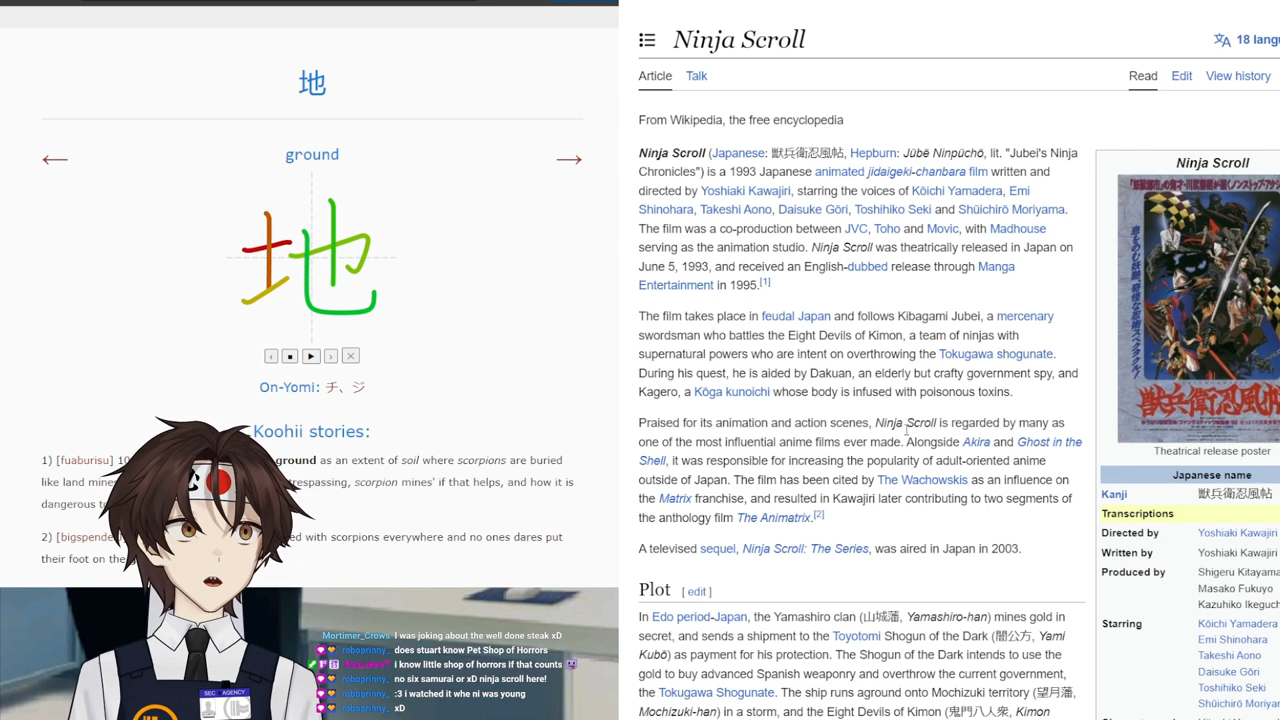 地
ground
On-Yomi: チ、ジ
Koohii stories:
1) [fuaburisu]
ground as an extent of soil where scorpions are buried
like land mines
trespassing, scorpion mines' if that helps, and how it is
dangerous
2) [bigspende
with scorpions everywhere and no ones dares put
their foot on the
SEC AGENCY
Mortimer_Crows I was joking about the well done steak xD
roboprinny_ does stuart know Pet Shop of Horrors
i know little shop of horrors if that counts
roboprinny_ no six samurai or xD ninja scroll here!
roboprinny_ :3 i watched it whe ni was young
roboprinny_ xD
Ninja Scroll
18 lang
Article Talk
Read Edit View history
From Wikipedia, the free encyclopedia
Ninja Scroll (Japanese: 獣兵衛忍風帖, Hepburn: Jūbē Ninpūchō, lit. "Jubei's Ninja
Chronicles") is a 1993 Japanese animated jidaigeki-chanbara film written and
directed by Yoshiaki Kawajiri, starring the voices of Kōichi Yamadera, Emi
Shinohara, Takeshi Aono, Daisuke Gōri, Toshihiko Seki and Shūichirō Moriyama.
The film was a co-production between JVC, Toho and Movic, with Madhouse
serving as the animation studio. Ninja Scroll was theatrically released in Japan on
June 5, 1993, and received an English-dubbed release through Manga
Entertainment in 1995.[1]
The film takes place in feudal Japan and follows Kibagami Jubei, a mercenary
swordsman who battles the Eight Devils of Kimon, a team of ninjas with
supernatural powers who are intent on overthrowing the Tokugawa shogunate.
During his quest, he is aided by Dakuan, an elderly but crafty government spy, and
Kagero, a Kōga kunoichi whose body is infused with poisonous toxins.
Praised for its animation and action scenes, Ninja Scroll is regarded by many as
one of the most influential anime films ever made. Alongside Akira and Ghost in the
Shell, it was responsible for increasing the popularity of adult-oriented anime
outside of Japan. The film has been cited by The Wachowskis as an influence on
the Matrix franchise, and resulted in Kawajiri later contributing to two segments of
the anthology film The Animatrix.[2]
A televised sequel, Ninja Scroll: The Series, was aired in Japan in 2003.
Plot [ edit ]
In Edo period-Japan, the Yamashiro clan (山城藩, Yamashiro-han) mines gold in
secret, and sends a shipment to the Toyotomi Shogun of the Dark (闇公方, Yami
Kubō) as payment for his protection. The Shogun of the Dark intends to use the
gold to buy advanced Spanish weaponry and overthrow the current government,
the Tokugawa Shogunate. The ship runs aground onto Mochizuki territory (望月藩,
Mochizuki-han) in a storm, and the Eight Devils of Kimon (鬼門八人衆, Kimon
Ninja Scroll
獣兵衛忍風帖
Theatrical release poster
Japanese name
Kanji 獣兵衛忍風帖
Transcriptions
Directed by Yoshiaki Kawajiri
Written by Yoshiaki Kawajiri
Produced by Shigeru Kitayama
Masako Fukuyo
Kazuhiko Ikeguch
Starring Kōichi Yamadera
Emi Shinohara
Takeshi Aono
Daisuke Gōri
Toshihiko Seki
Shūichirō Moriyama